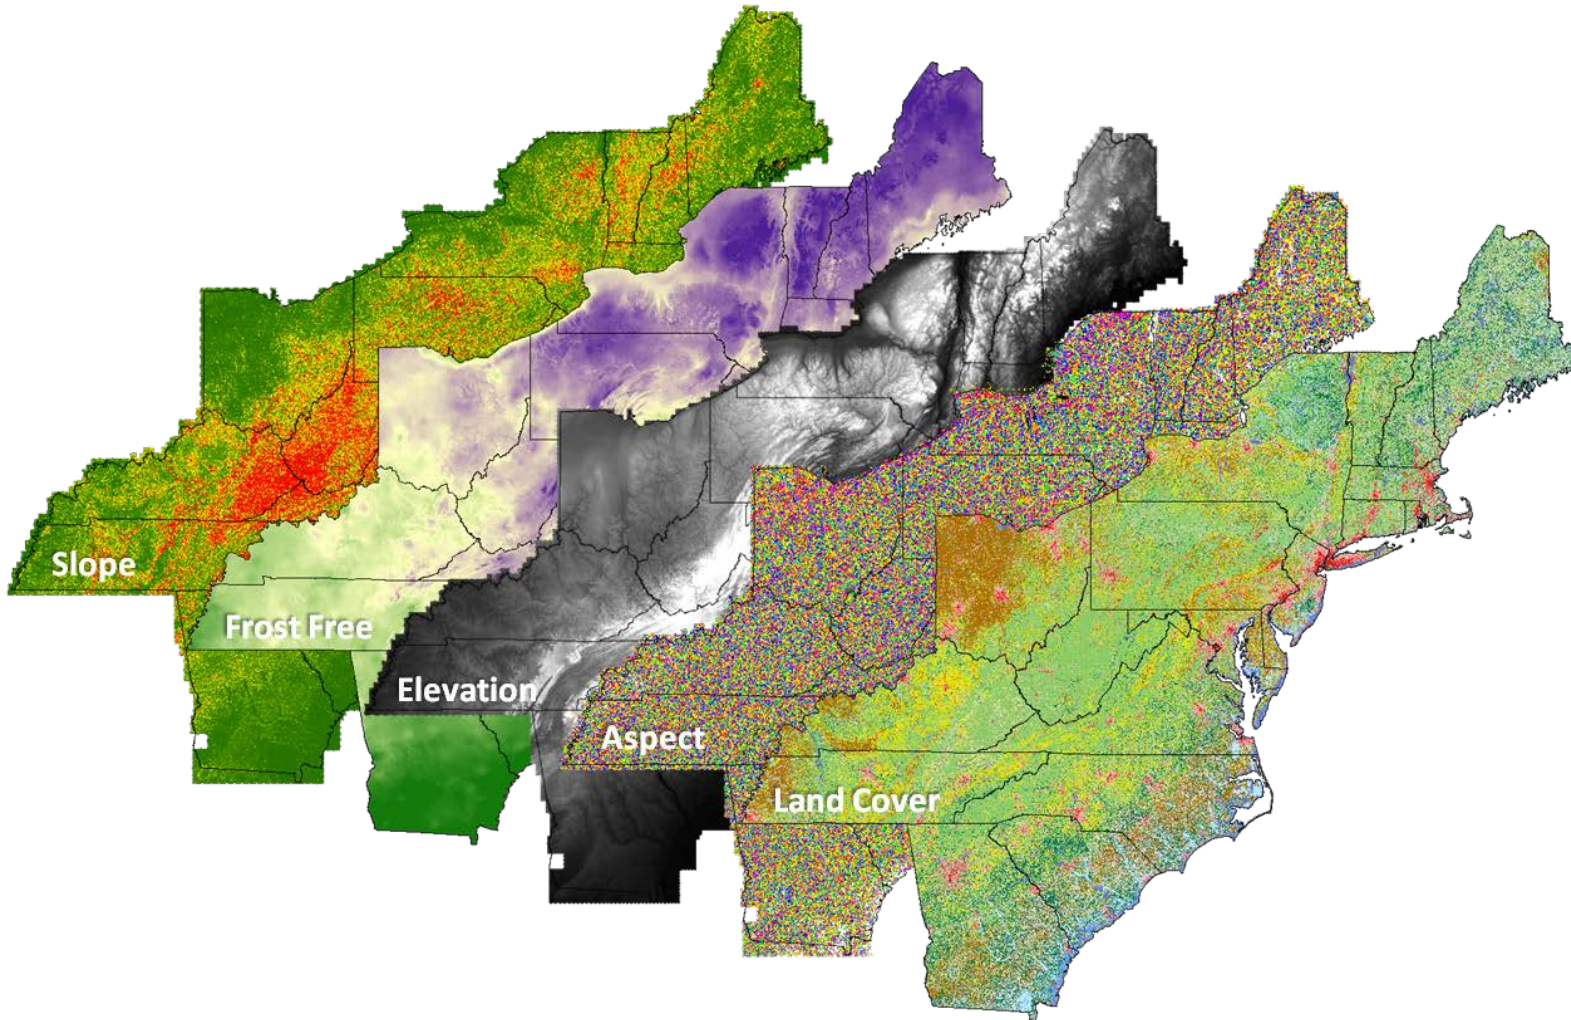 Slope
Frost Free
Elevation
Aspect
Land Cover